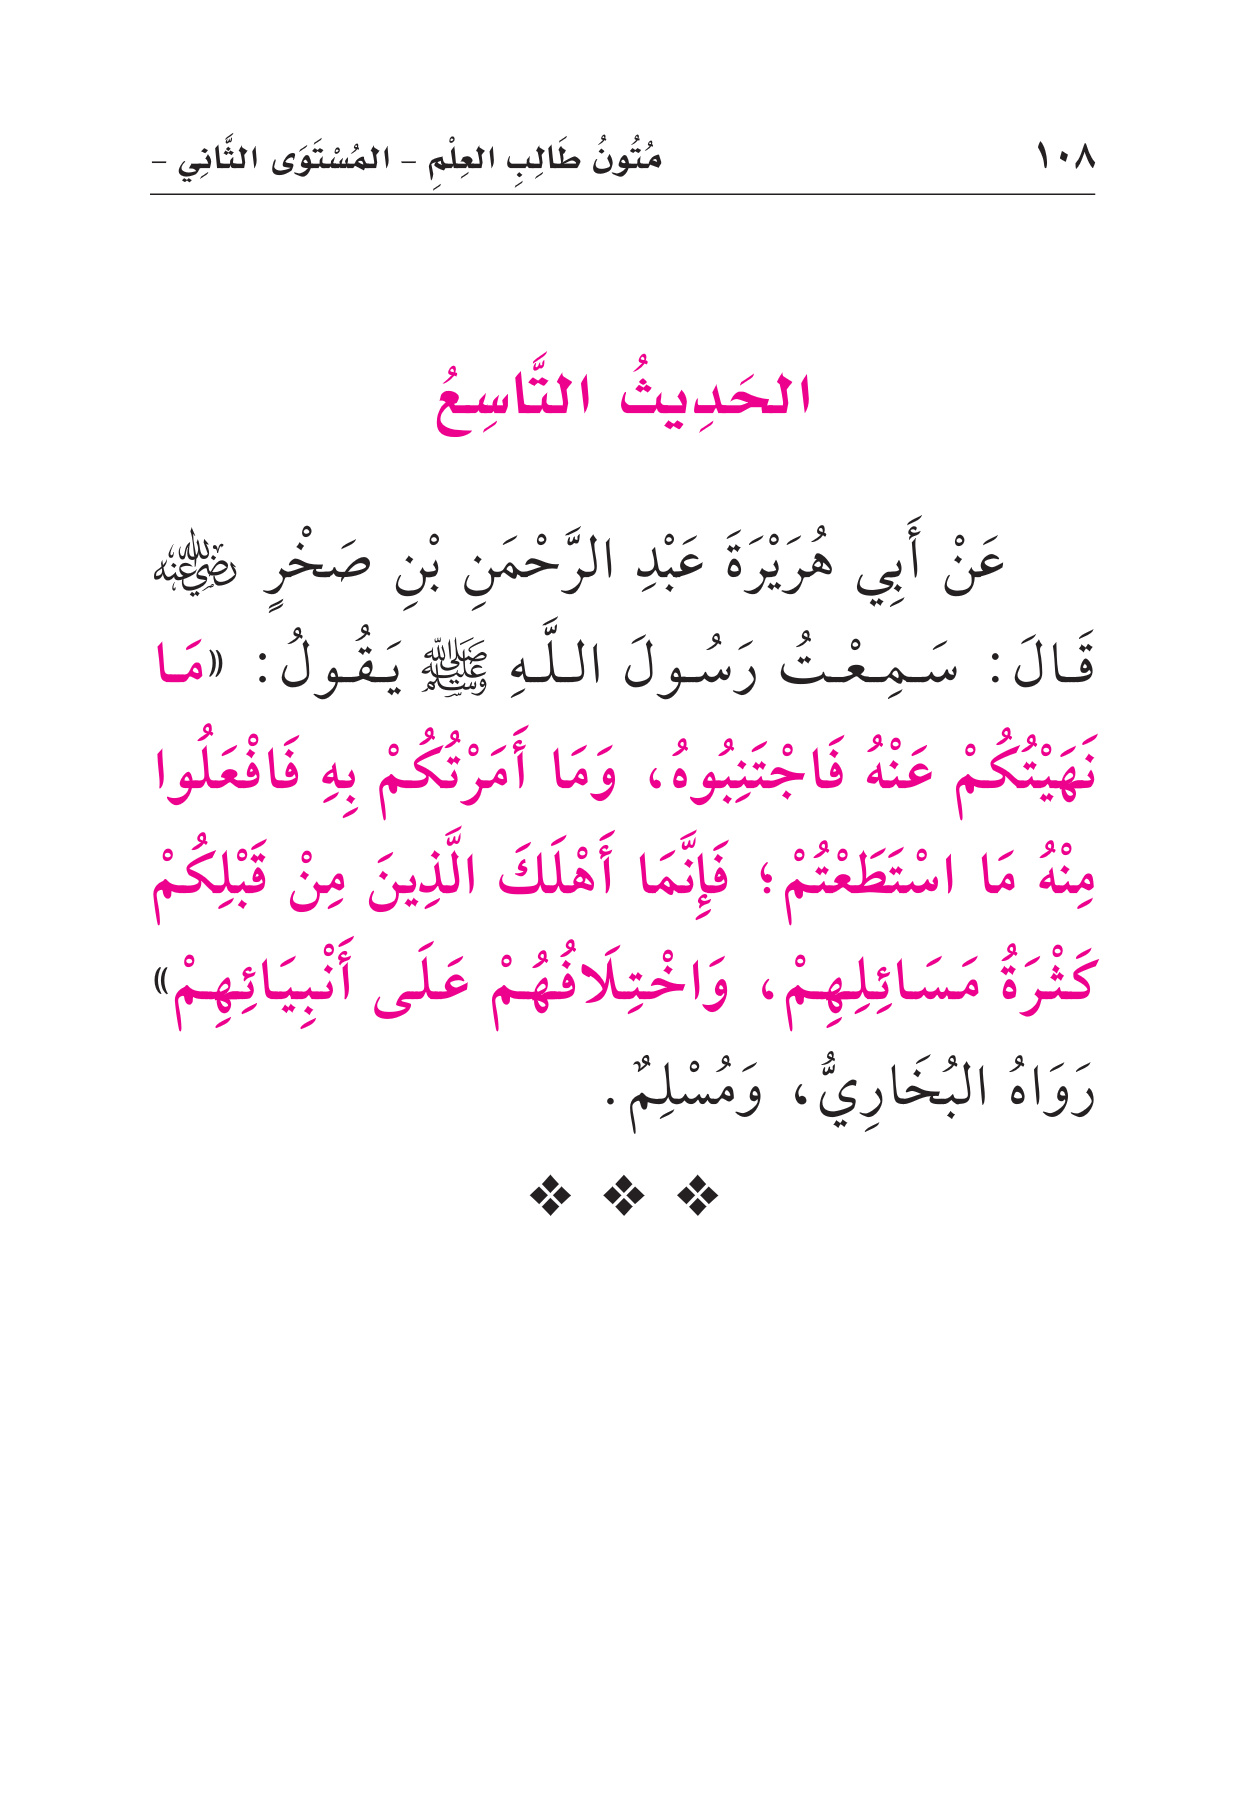 ١٠٨ مُتُونُ طَالِبِ العِلْمِ – المُسْتَوَى الثَّانِي –
الحَدِيثُ التَّاسِعُ
عَنْ أَبِي هُرَيْرَةَ عَبْدِ الرَّحْمَنِ بْنِ صَخْرٍ رضي الله عنه
قَالَ: سَمِعْتُ رَسُولَ اللَّهِ ﷺ يَقُولُ: «مَا
نَهَيْتُكُمْ عَنْهُ فَاجْتَنِبُوهُ، وَمَا أَمَرْتُكُمْ بِهِ فَافْعَلُوا
مِنْهُ مَا اسْتَطَعْتُمْ؛ فَإِنَّمَا أَهْلَكَ الَّذِينَ مِنْ قَبْلِكُمْ
كَثْرَةُ مَسَائِلِهِمْ، وَاخْتِلَافُهُمْ عَلَى أَنْبِيَائِهِمْ»
رَوَاهُ البُخَارِيُّ، وَمُسْلِمٌ.